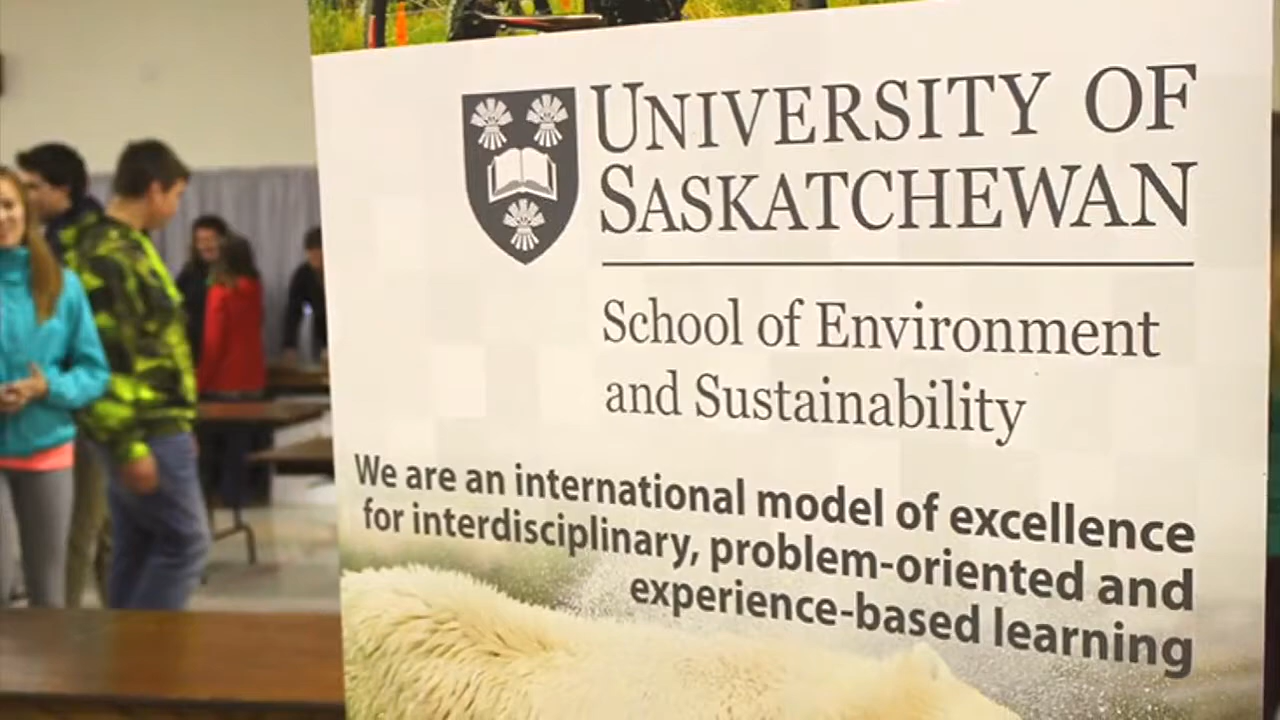 UNIVERSITY OF
SASKATCHEWAN
School of Environment
and Sustainability
We are an international model of excellence
for interdisciplinary, problem-oriented and
experience-based learning